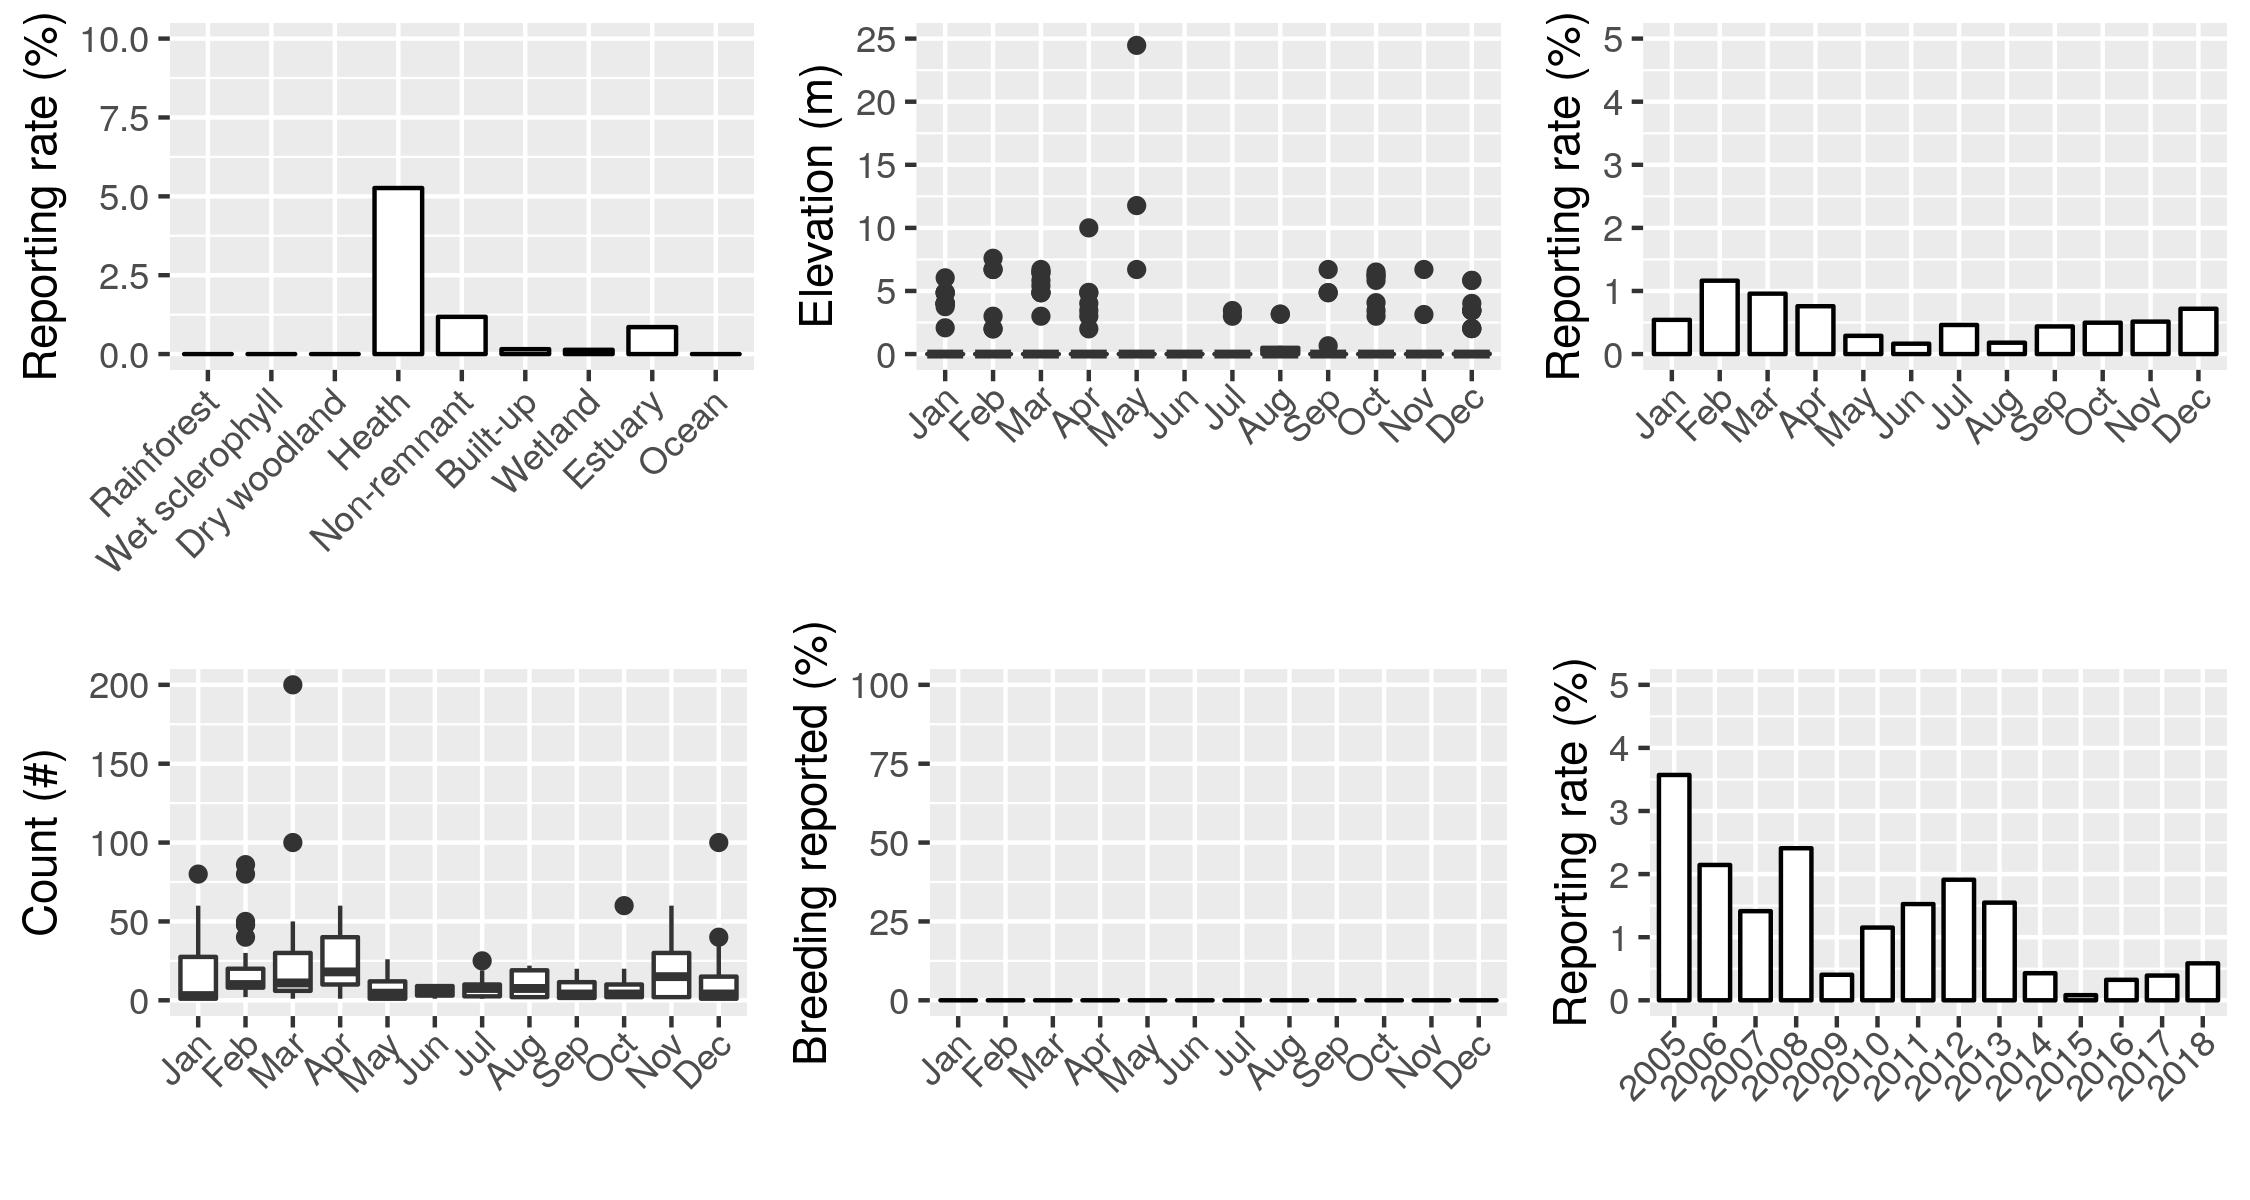 Reporting rate (%)
10.0
7.5
5.0
2.5
0.0
Rainforest
Wet sclerophyll
Dry woodland
Heath
Non-remnant
Built-up
Wetland
Estuary
Ocean
Elevation (m)
25
20
15
10
5
0
Jan
Feb
Mar
Apr
May
Jun
Jul
Aug
Sep
Oct
Nov
Dec
Reporting rate (%)
5
4
3
2
1
0
Jan
Feb
Mar
Apr
May
Jun
Jul
Aug
Sep
Oct
Nov
Dec
Count (#)
200
150
100
50
0
Jan
Feb
Mar
Apr
May
Jun
Jul
Aug
Sep
Oct
Nov
Dec
Breeding reported (%)
100
75
50
25
0
Jan
Feb
Mar
Apr
May
Jun
Jul
Aug
Sep
Oct
Nov
Dec
Reporting rate (%)
5
4
3
2
1
0
2005
2006
2007
2008
2009
2010
2011
2012
2013
2014
2015
2016
2017
2018